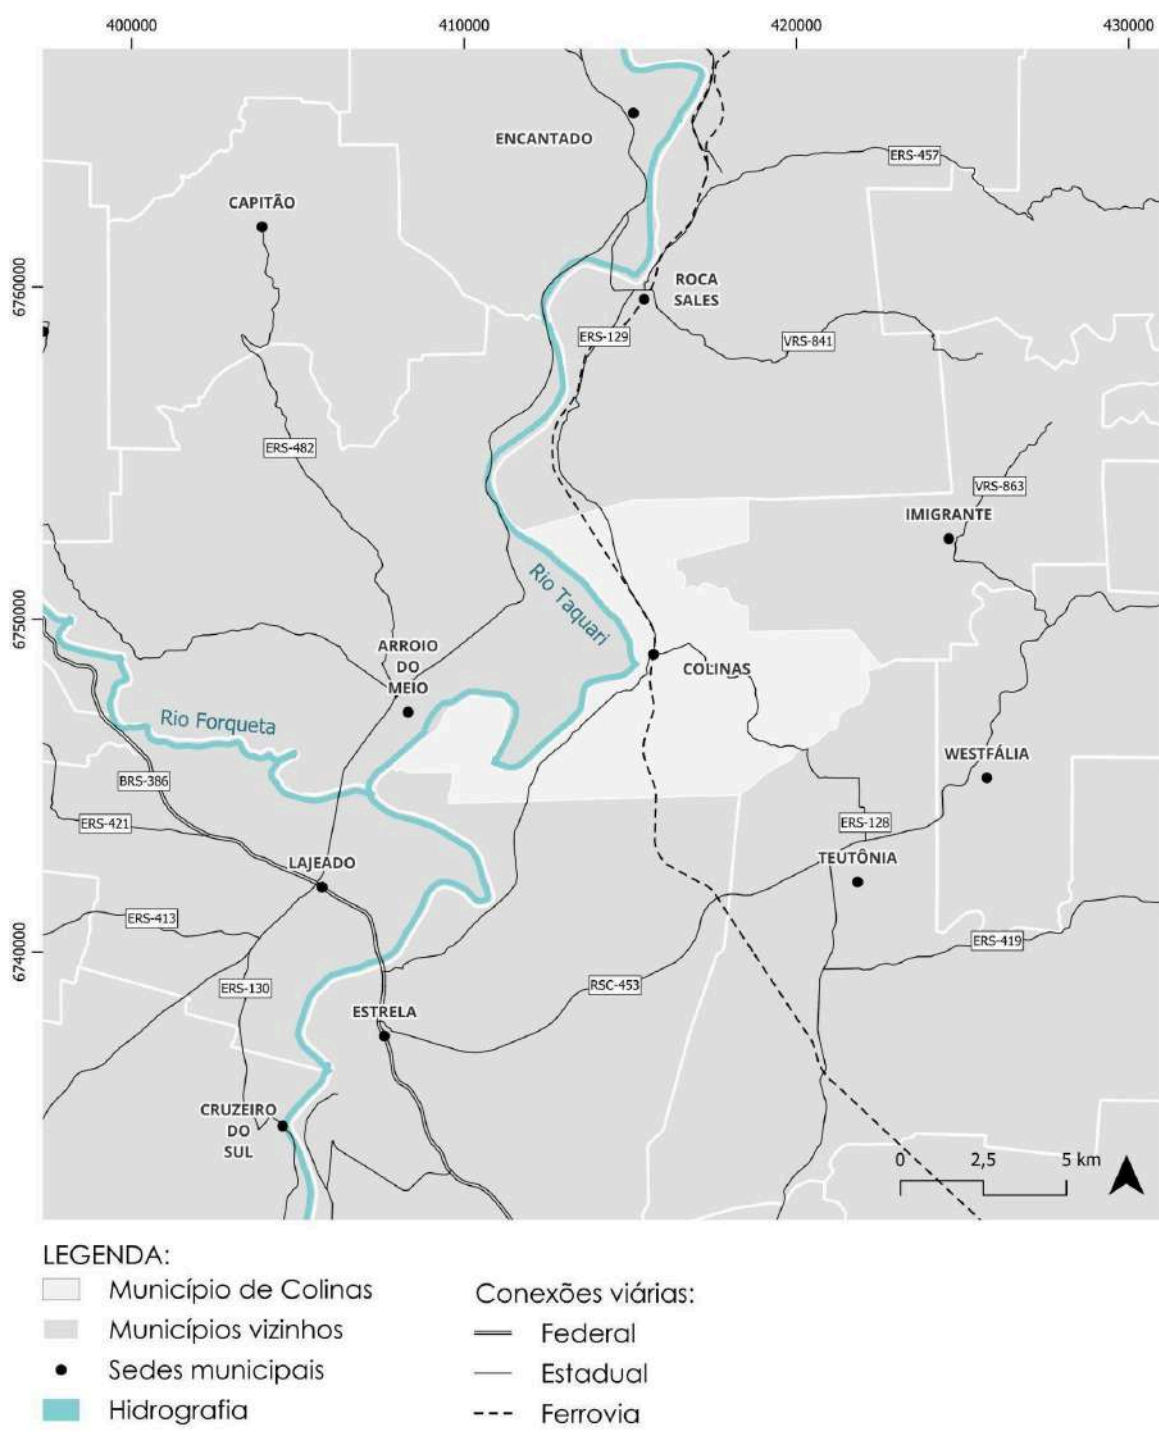 400000
410000
420000
430000
ENCANTADO
ERS-457
CAPITÃO
6760000
ROCA
SALES
ERS-129
VRS-841
ERS-482
VRS-863
IMIGRANTE
Rio Taquari
6750000
ARROIO
DO
MEIO
COLINAS
Rio Forqueta
WESTFÁLIA
BRS-386
ERS-421
ERS-128
LAJEADO
TEUTÔNIA
ERS-413
ERS-419
6740000
ERS-130
RSC-453
ESTRELA
CRUZEIRO
DO
SUL
0 2,5 5 km
LEGENDA:
Município de Colinas
Municípios vizinhos
Sedes municipais
Hidrografia
Conexões viárias:
Federal
Estadual
Ferrovia